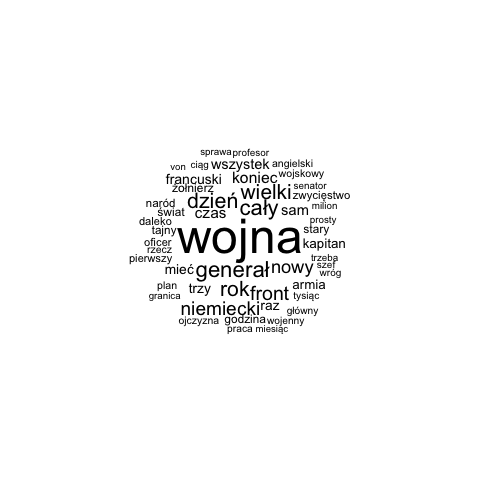 sprawa profesor
von ciąg wszystek angielski
francuski koniec wojskowy
żołnierz wielki senator
naród dzień cały zwycięstwo
świat czas sam milion
daleko prosty
tajny wojna stary
oficer kapitan
rzecz trzeba
pierwszy mieć generał nowy szef
wróg
plan trzy rok front armia
granica tysiąc
niemiecki raz główny
ojczyzna godzina wojenny
praca miesiąc